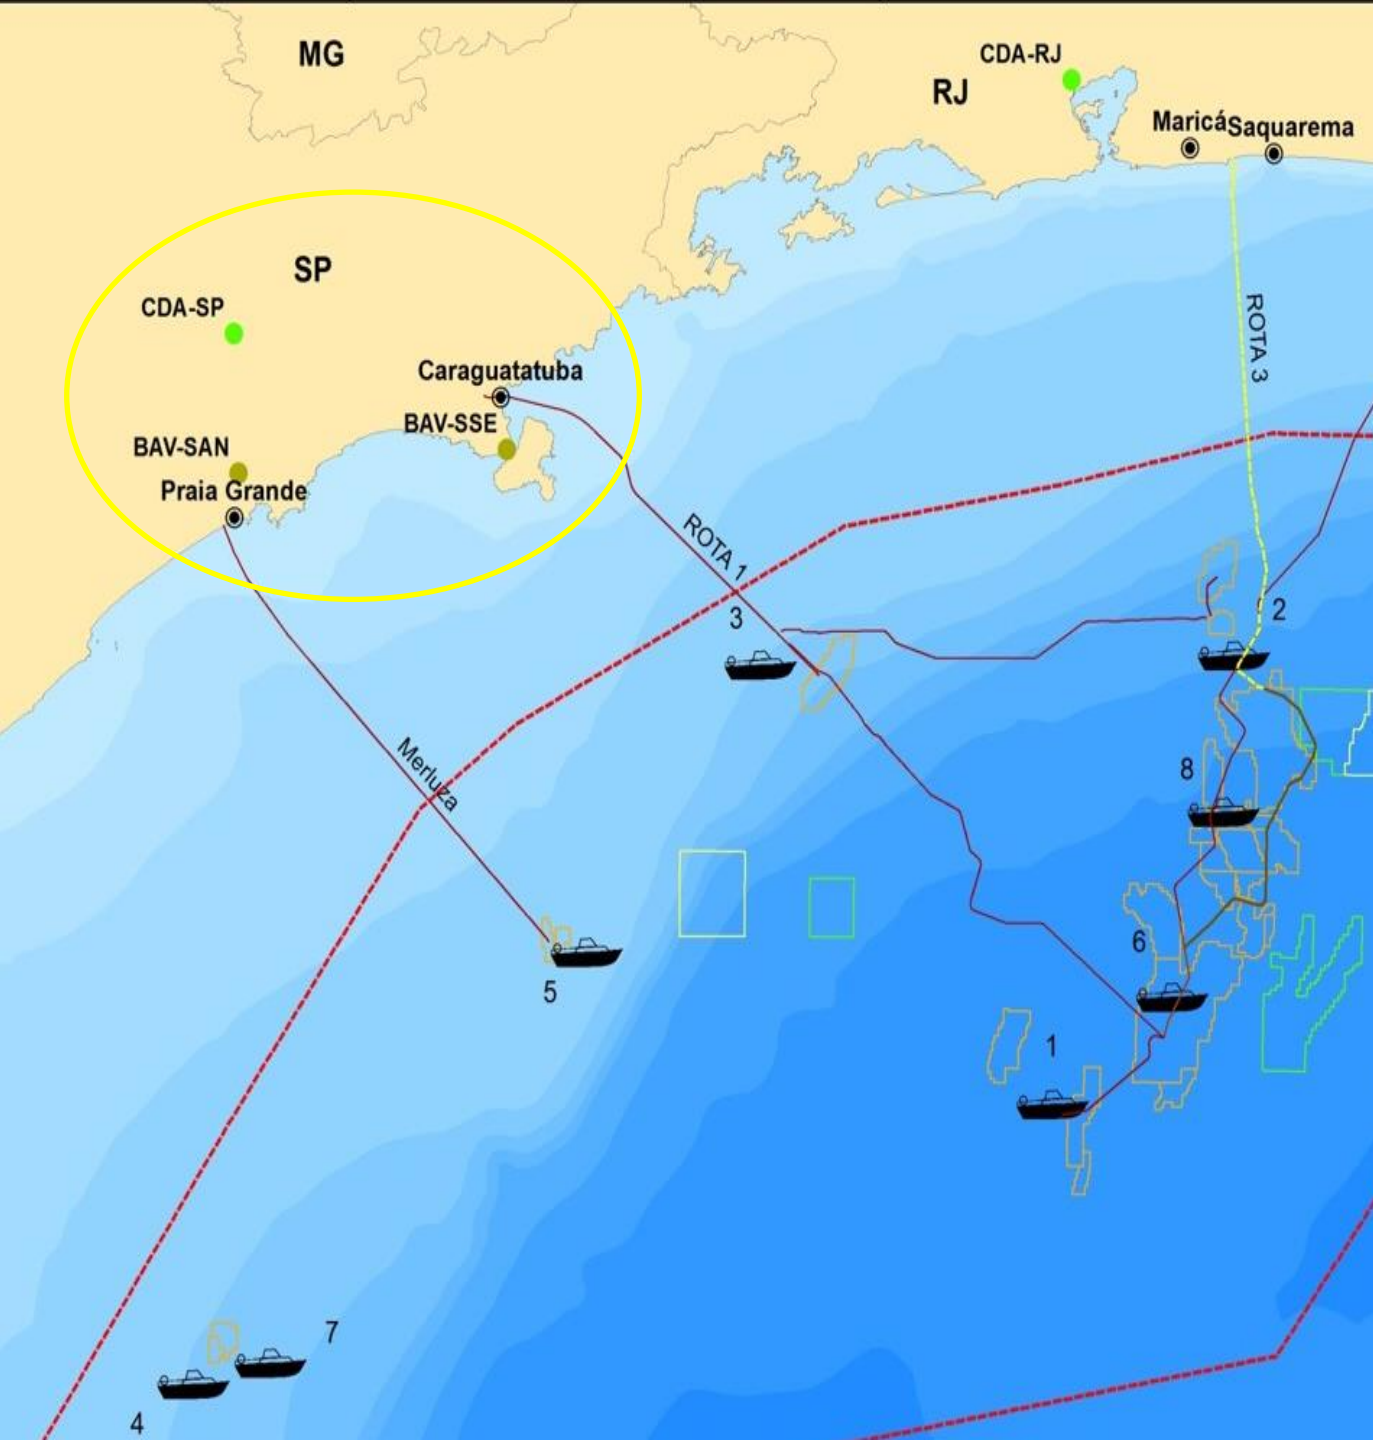 MG
CDA-RJ
RJ
Maricá
Saquarema
SP
CDA-SP
ROTA 3
Caraguatatuba
BAV-SSE
BAV-SAN
Praia Grande
ROTA 1
3
2
Merluza
8
6
5
1
7
4